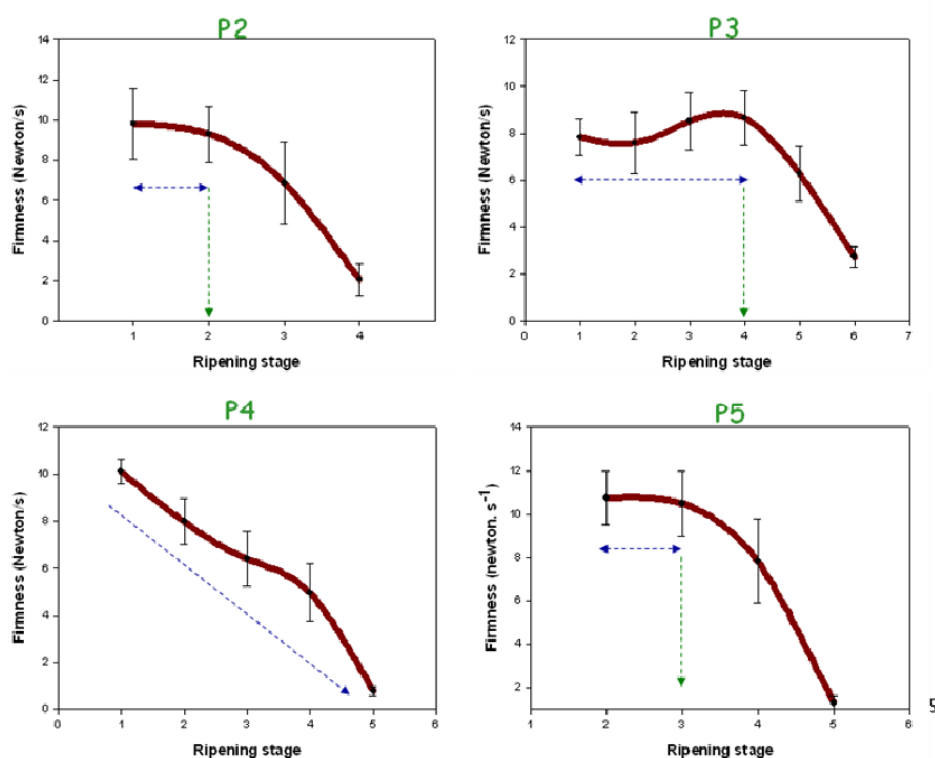 P2
14
12
10
8
6
4
2
0
Firmness (Newton/s)
1 2 3 4
Ripening stage
P3
12
10
8
6
4
2
0
Firmness (Newton/s)
0 1 2 3 4 5 6 7
Ripening stage
P4
12
10
8
6
4
2
0
Firmness (Newton/s)
0 1 2 3 4 5 6
Ripening stage
P5
14
12
10
8
6
4
2
Firmness (newton. s⁻¹)
1 2 3 4 5 6
Ripening stage